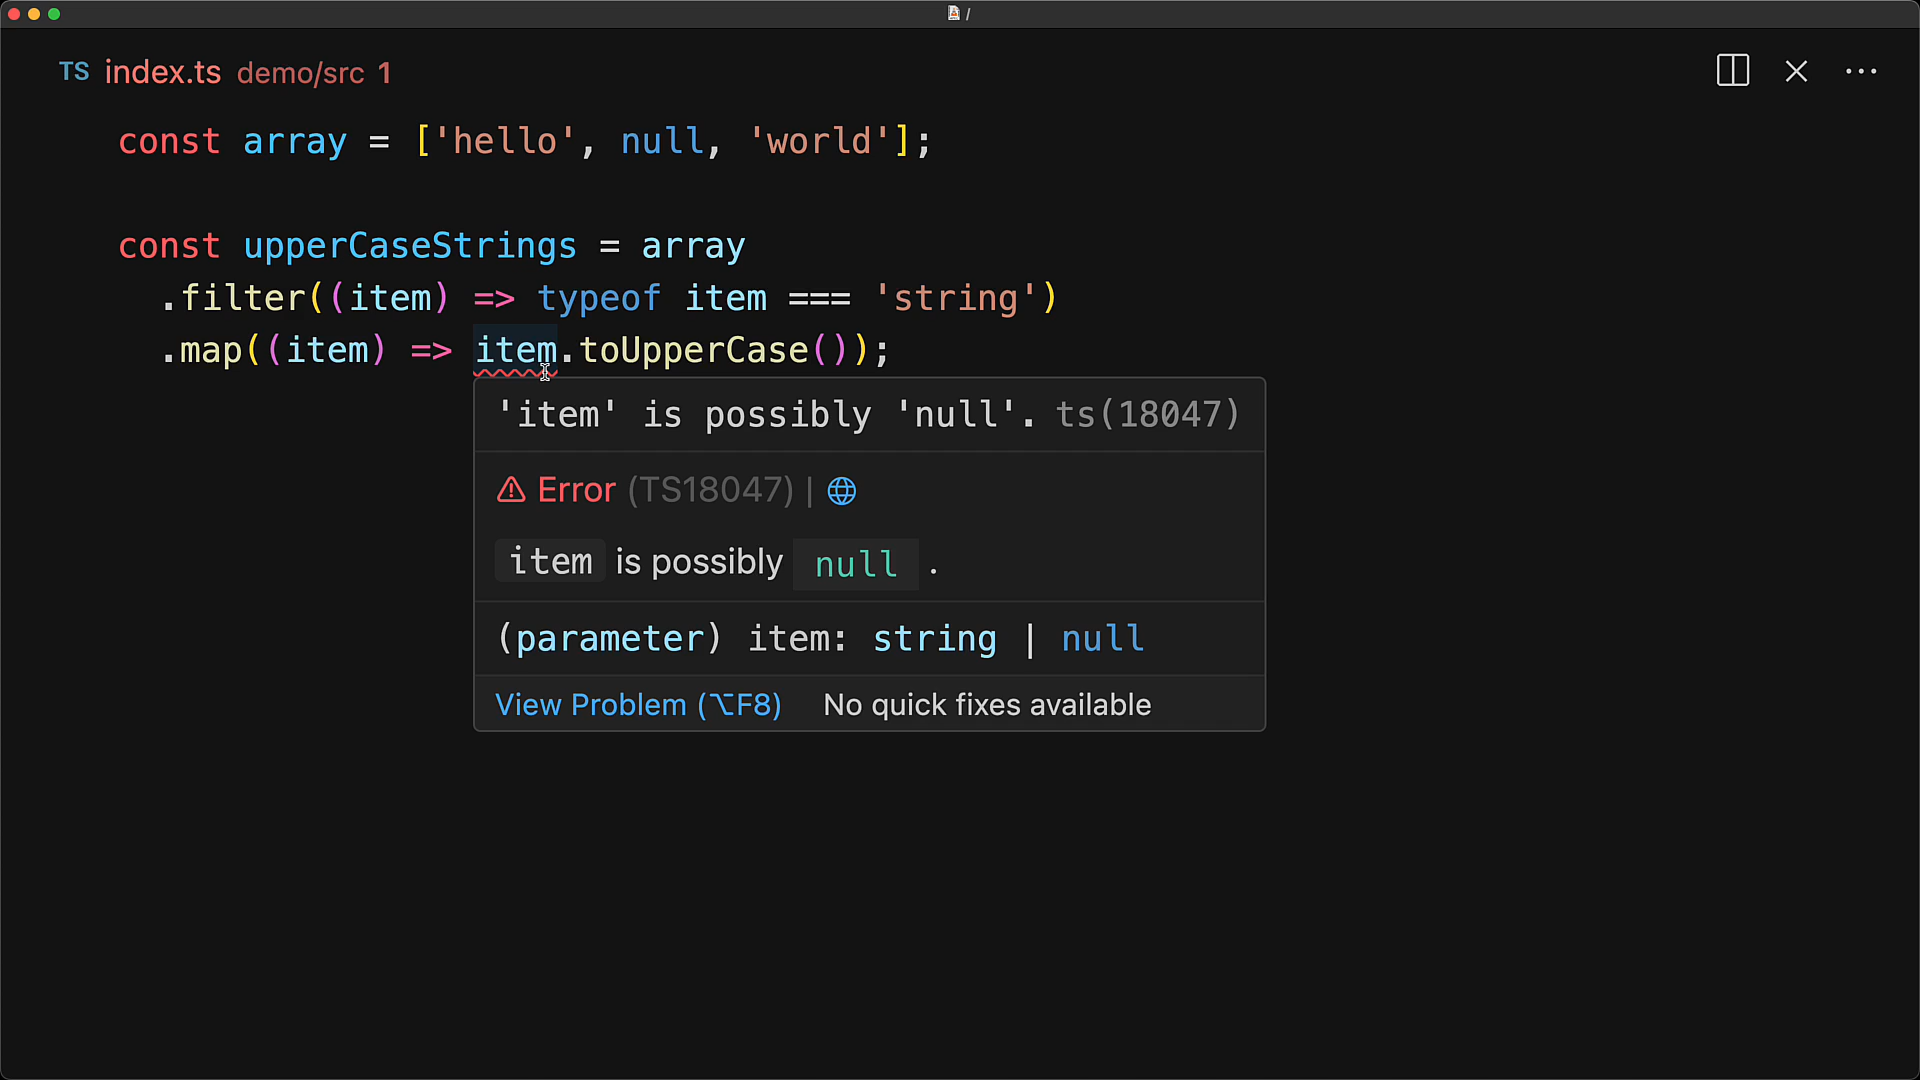 /
TS index.ts demo/src 1
const array = ['hello', null, 'world'];
const upperCaseStrings = array
.filter((item) => typeof item === 'string')
.map((item) => item.toUpperCase());
'item' is possibly 'null'. ts(18047)
Error (TS18047) |
item is possibly null .
(parameter) item: string | null
View Problem (⌥F8) No quick fixes available